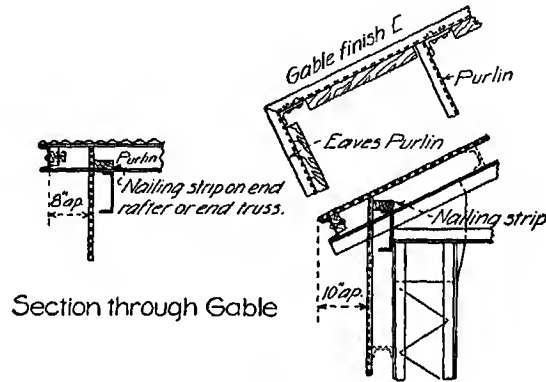 Gable finish [
Purlin
Eaves Purlin
Purlin
Nailing strip on end
rafter or end truss.
8"ap.
Nailing strip
10"ap.
Section through Gable